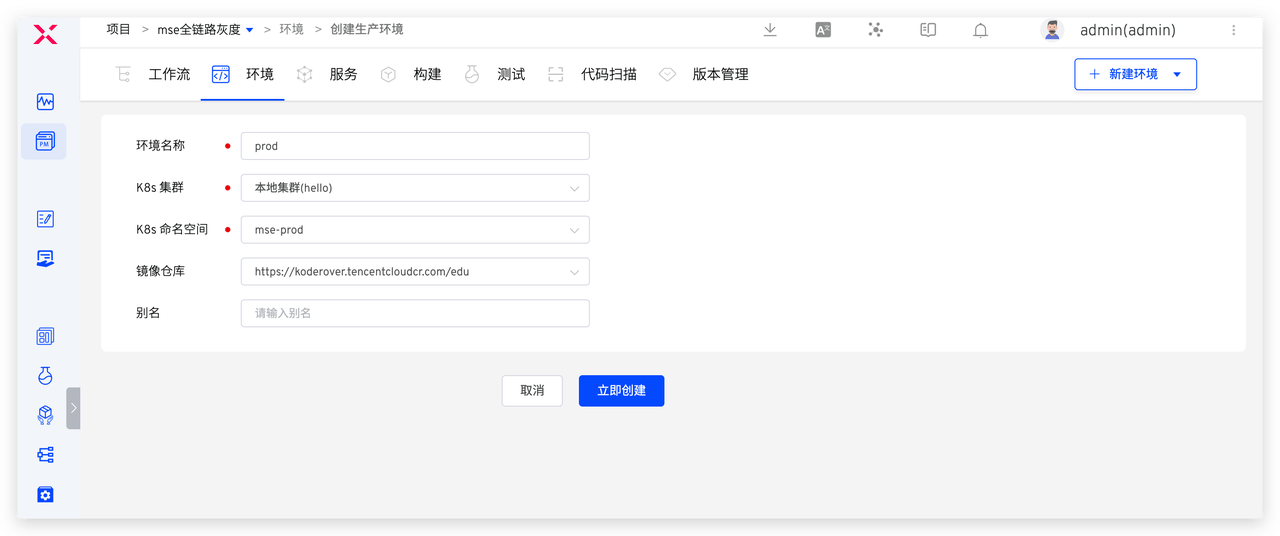 项目 > mse全链路灰度 > 环境 > 创建生产环境
admin(admin)
工作流 环境 服务 构建 测试 代码扫描 版本管理
+ 新建环境
环境名称 prod
K8s 集群 本地集群(hello)
K8s 命名空间 mse-prod
镜像仓库 https://koderover.tencentcloudcr.com/edu
别名 请输入别名
取消 立即创建
PM